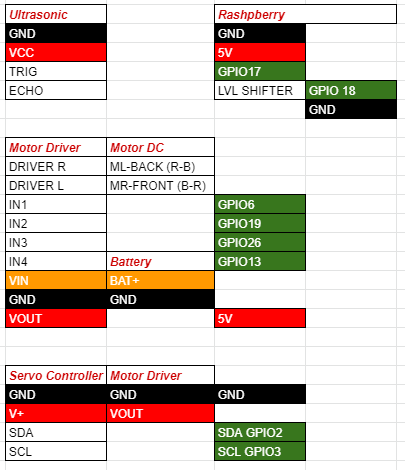 Ultrasonic Rashpberry
GND GND
VCC 5V
TRIG GPIO17
ECHO LVL SHIFTER GPIO 18
GND
Motor Driver Motor DC
DRIVER R ML-BACK (R-B)
DRIVER L MR-FRONT (B-R)
IN1 GPIO6
IN2 GPIO19
IN3 GPIO26
IN4 Battery GPIO13
VIN BAT+
GND GND
VOUT 5V
Servo Controller Motor Driver
GND GND GND
V+ VOUT
SDA SDA GPIO2
SCL SCL GPIO3